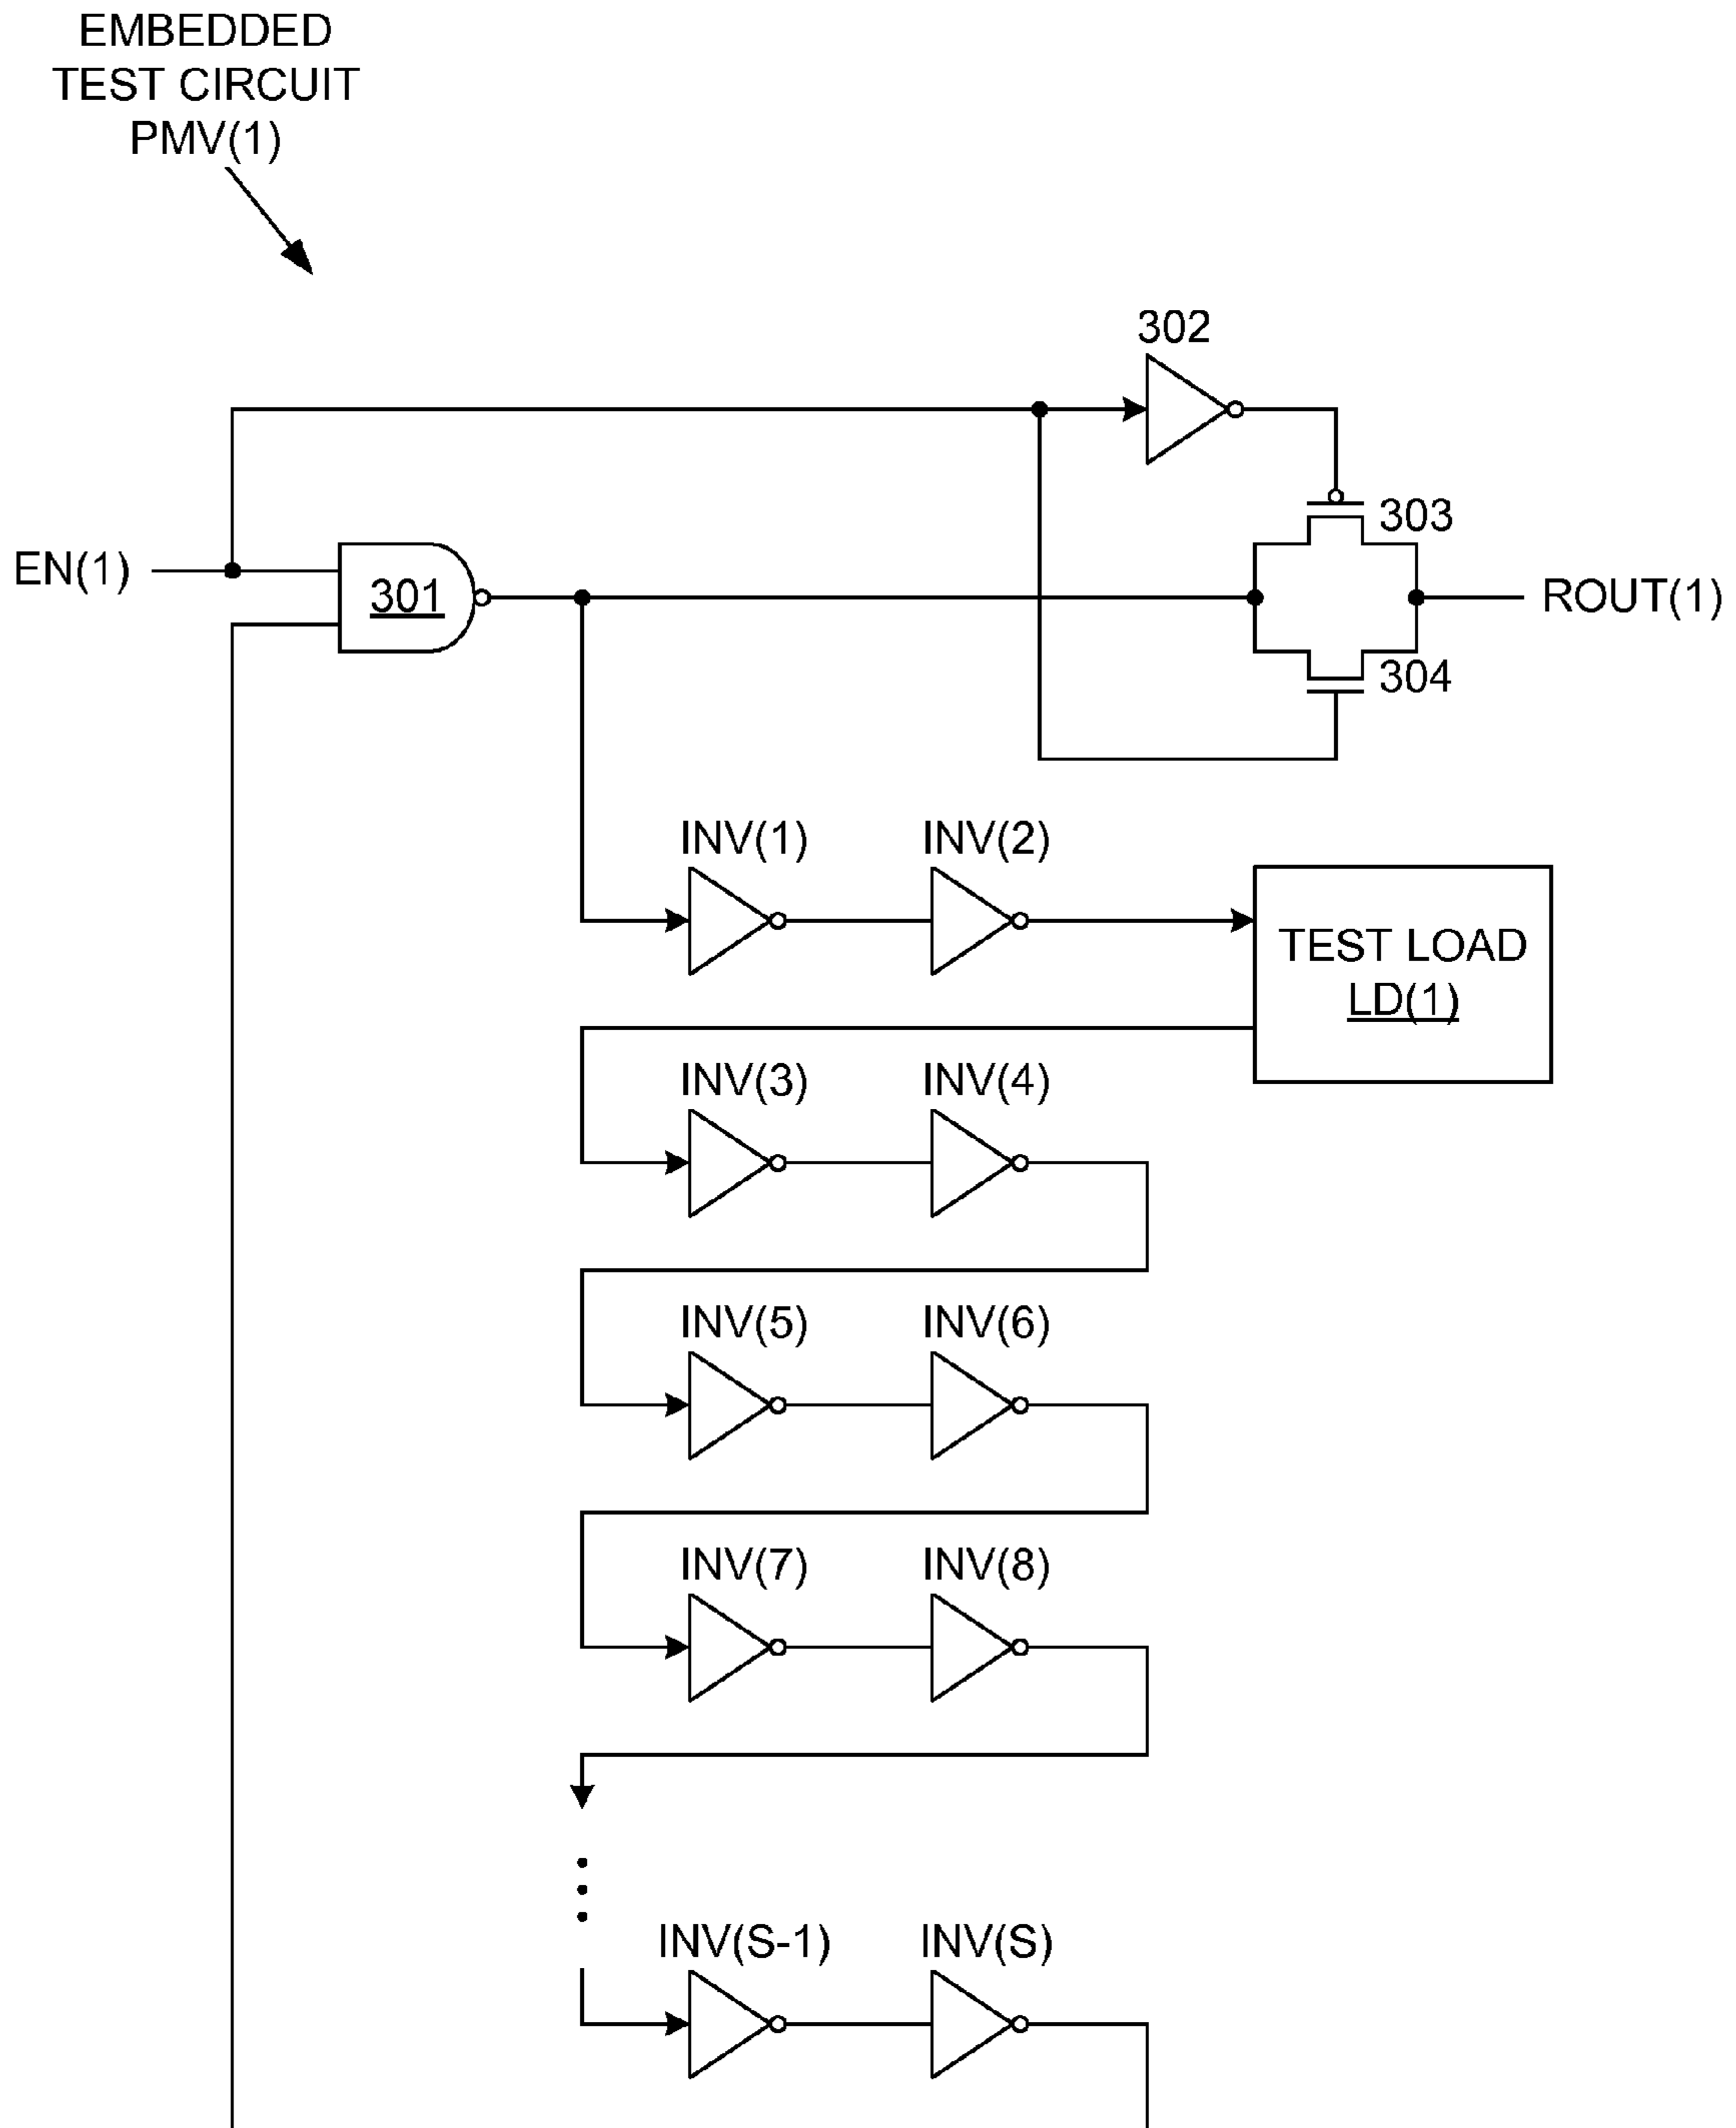 EMBEDDED
TEST CIRCUIT
PMV(1)
302
303
EN(1)
301
ROUT(1)
304
INV(1)
INV(2)
TEST LOAD
LD(1)
INV(3)
INV(4)
INV(5)
INV(6)
INV(7)
INV(8)
INV(S-1)
INV(S)